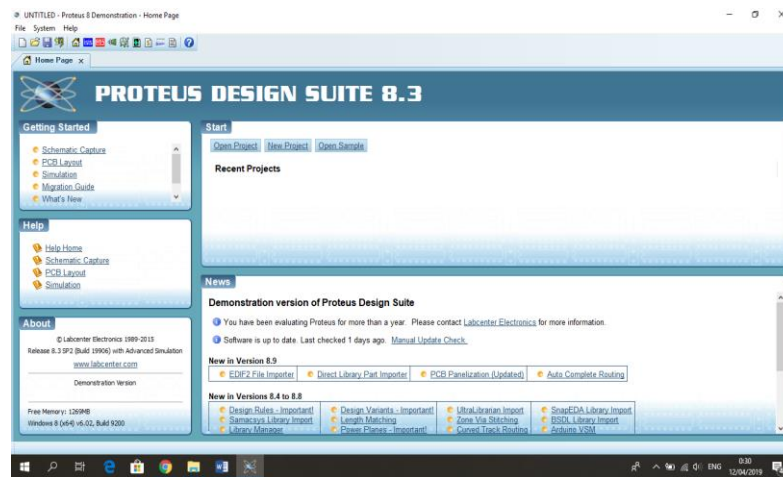 UNTITLED - Proteus 8 Demonstration - Home Page
File System Help
Home Page x
PROTEUS DESIGN SUITE 8.3
Getting Started
Schematic Capture
PCB Layout
Simulation
Migration Guide
What's New
Help
Help Home
Schematic Capture
PCB Layout
Simulation
About
© Labcenter Electronics 1989-2015
Release 8.3 SP2 (Build 19906) with Advanced Simulation
www.labcenter.com
Demonstration Version
Free Memory: 1269MB
Windows 8 (x64) v6.02, Build 9200
Start
Open Project New Project Open Sample
Recent Projects
News
Demonstration version of Proteus Design Suite
You have been evaluating Proteus for more than a year. Please contact Labcenter Electronics for more information.
Software is up to date. Last checked 1 days ago. Manual Update Check.
New in Version 8.9
EDIF2 File Importer Direct Library Part Importer PCB Panelization (Updated) Auto Complete Routing
New in Versions 8.4 to 8.8
Design Rules - Important! Design Variants - Important! UltraLibrarian Import SnapEDA Library Import
Samacsys Library Import Length Matching Zone Via Stitching BSDL Library Import
Library Manager Power Planes - Important! Curved Track Routing Arduino VSM
ENG
0:30
12/04/2019